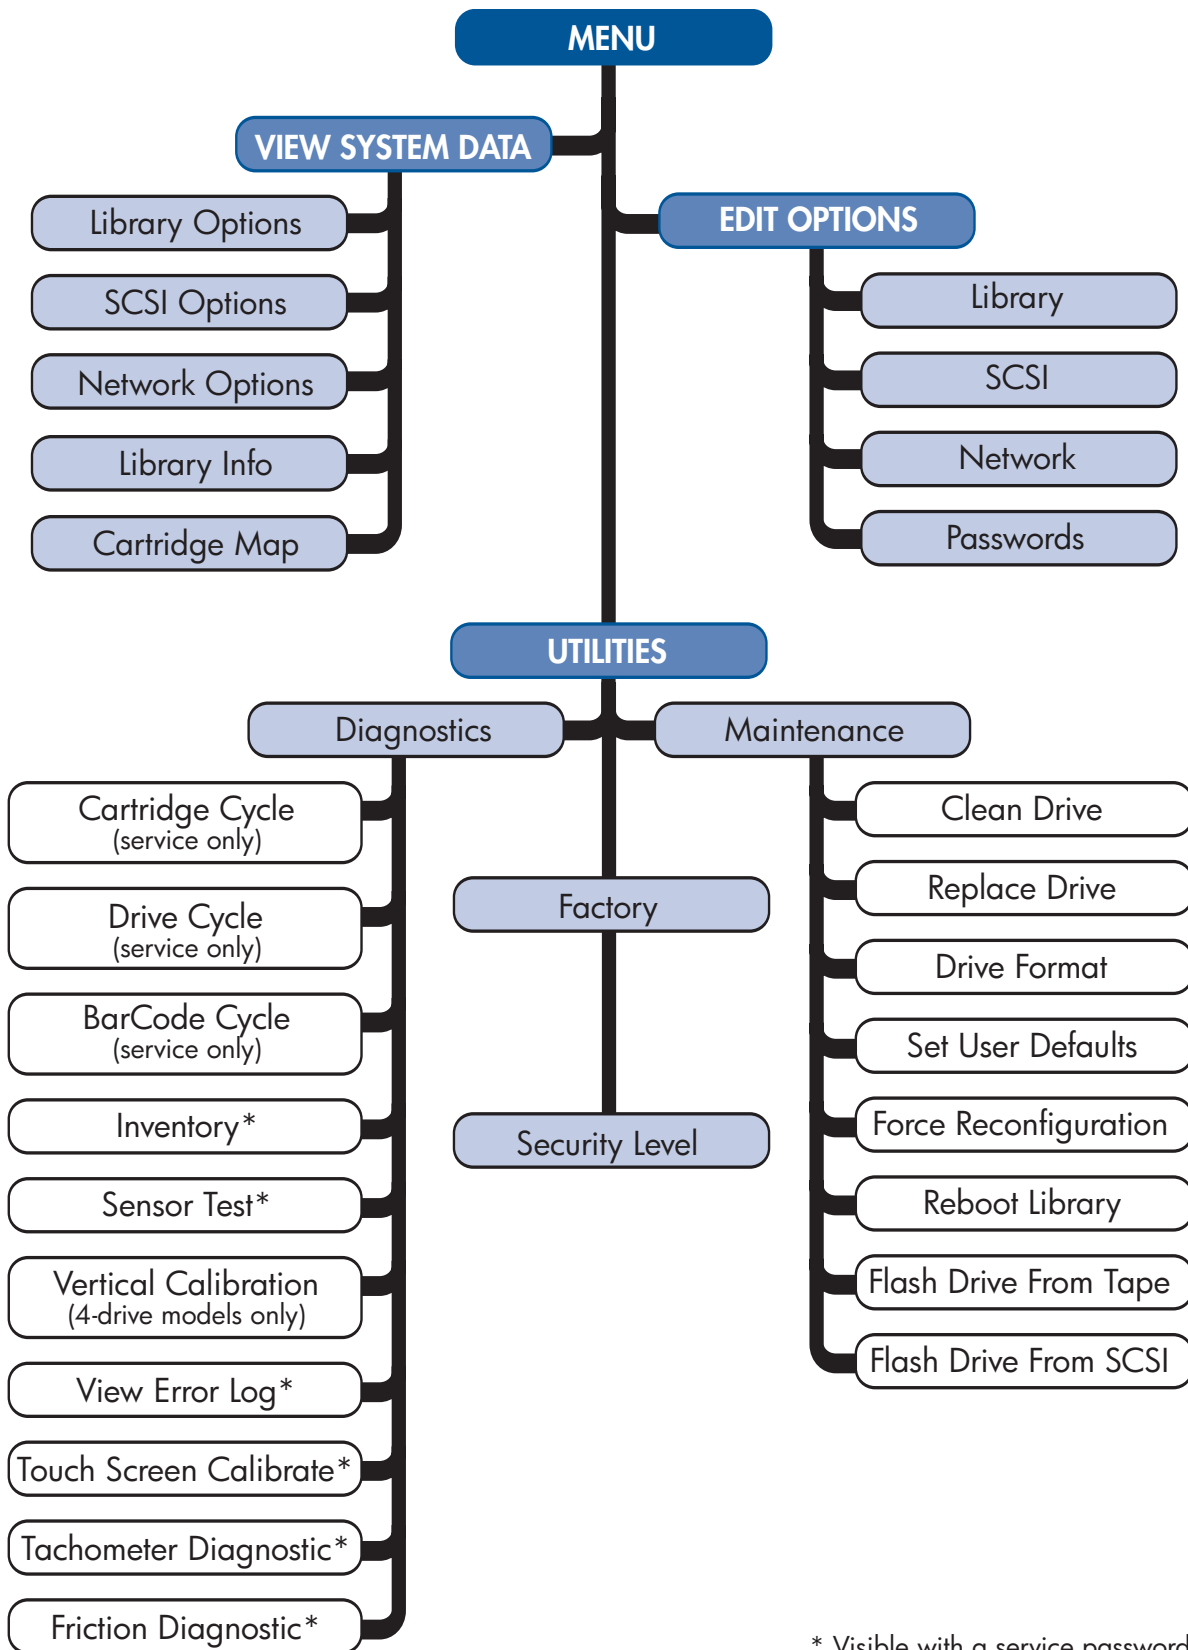 MENU
VIEW SYSTEM DATA
Library Options
SCSI Options
Network Options
Library Info
Cartridge Map
EDIT OPTIONS
Library
SCSI
Network
Passwords
UTILITIES
Diagnostics
Cartridge Cycle
(service only)
Drive Cycle
(service only)
BarCode Cycle
(service only)
Inventory*
Sensor Test*
Vertical Calibration
(4-drive models only)
View Error Log*
Touch Screen Calibrate*
Tachometer Diagnostic*
Friction Diagnostic*
Factory
Security Level
Maintenance
Clean Drive
Replace Drive
Drive Format
Set User Defaults
Force Reconfiguration
Reboot Library
Flash Drive From Tape
Flash Drive From SCSI
* Visible with a service password